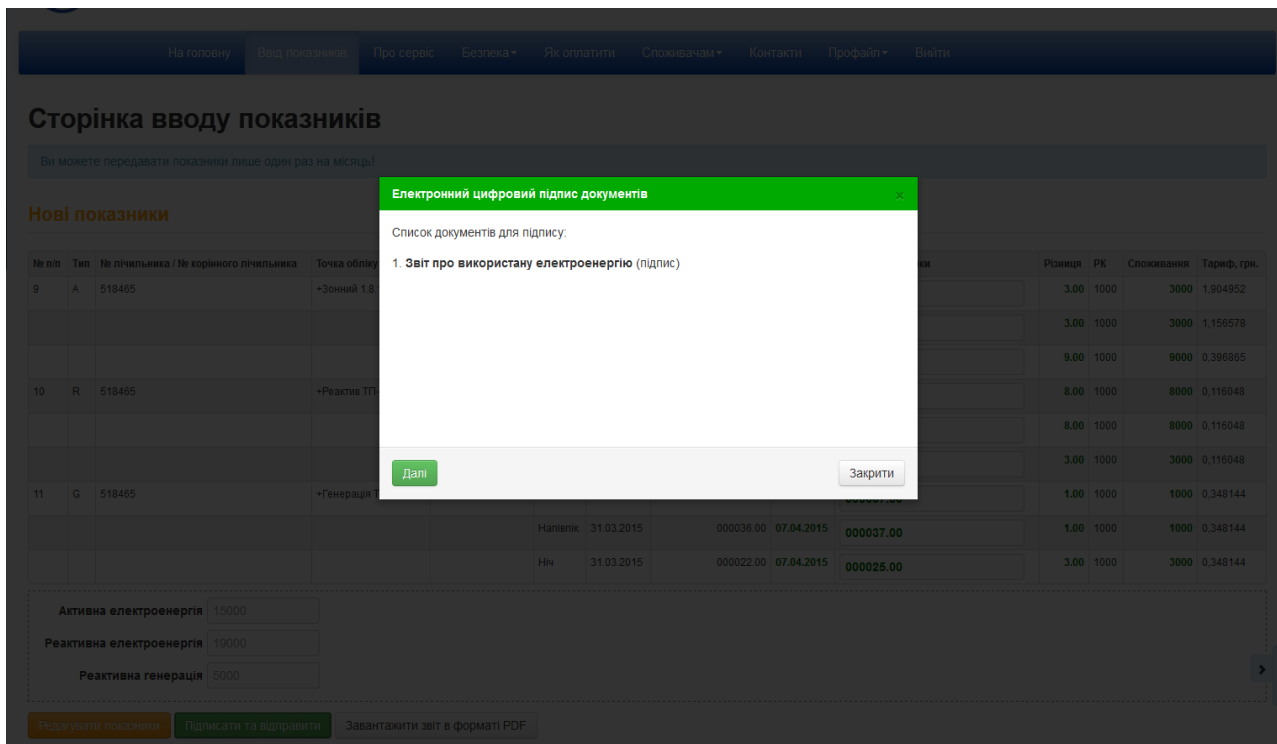 На головну Ввід показників Про сервіс Безпека Як оплатити Споживачам Контакти Профайл Вийти
Сторінка вводу показників
Ви можете передавати показники лише один раз на місяць!
Електронний цифровий підпис документів ×
Нові показники
Список документів для підпису:
№ п/п Тип № лічильника / № корінного лічильника Точка обліку ки Різниця РК Споживання Тариф, грн.
1. Звіт про використану електроенергію (підпис)
9 A 518465 +Зонний 1.8. 3.00 1000 3000 1,904952
3.00 1000 3000 1,156578
9.00 1000 9000 0,396865
10 R 518465 +Реактив ТП- 8.00 1000 8000 0,116048
8.00 1000 8000 0,116048
3.00 1000 3000 0,116048
Далі Закрити
11 G 518465 +Генерація Т 1.00 1000 1000 0,348144
Напівпік 31.03.2015 000036.00 07.04.2015 000037.00 1.00 1000 1000 0,348144
Ніч 31.03.2015 000022.00 07.04.2015 000025.00 3.00 1000 3000 0,348144
Активна електроенергія 15000
Реактивна електроенергія 19000
Реактивна генерація 5000
Редагувати показники Підписати та відправити Завантажити звіт в форматі PDF